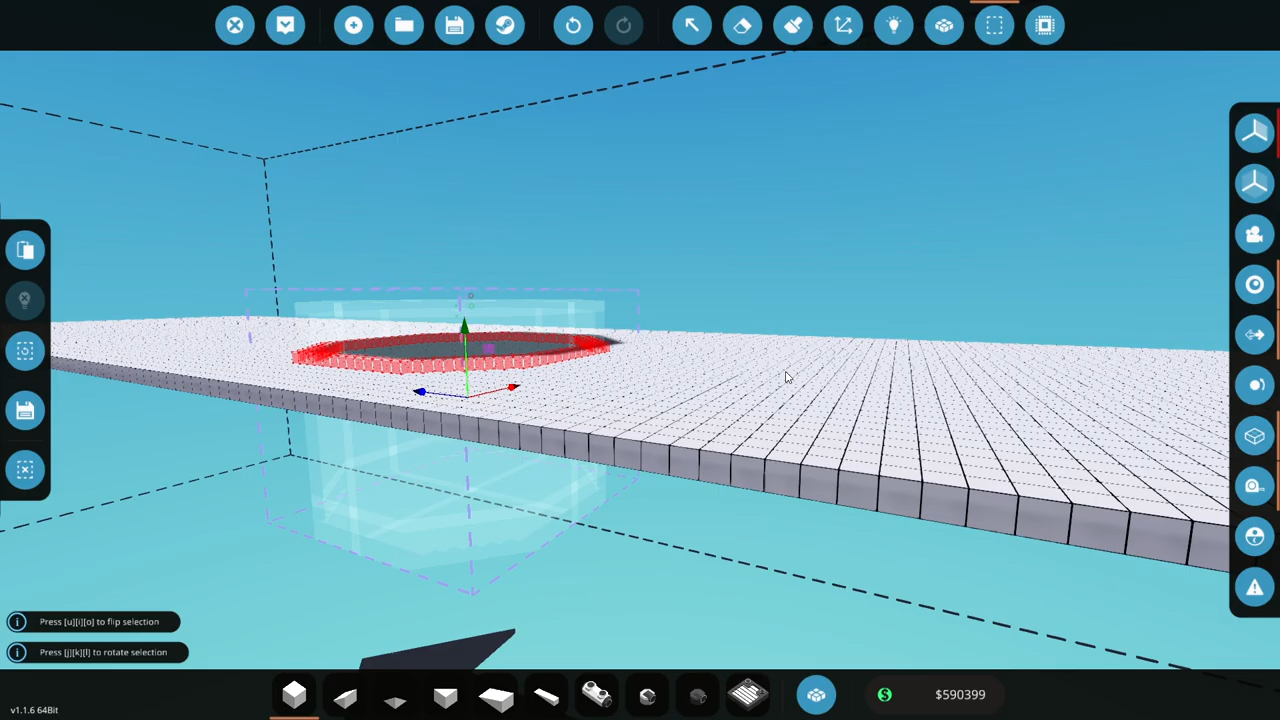 Press [u][i][o] to flip selection
Press [j][k][l] to rotate selection
$ $590399
v1.1.6 64Bit